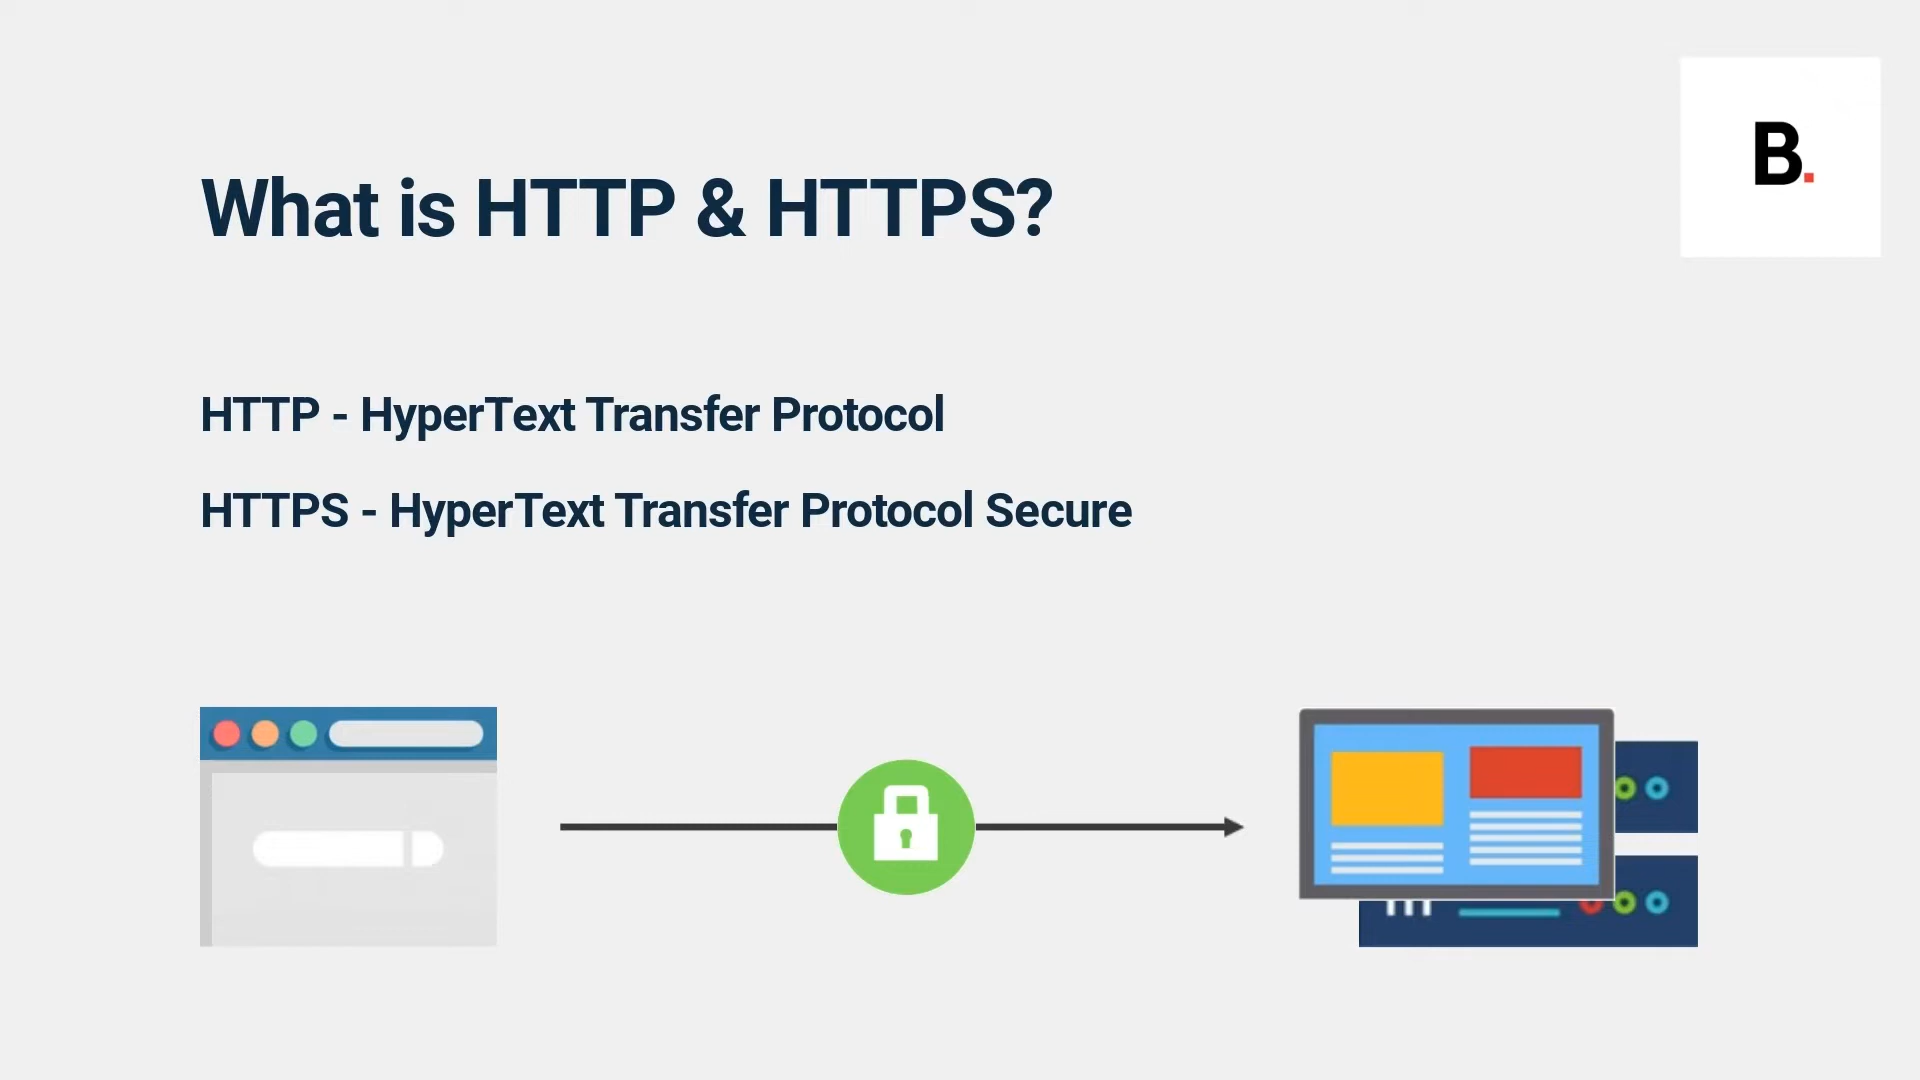 B.
What is HTTP & HTTPS?
HTTP - HyperText Transfer Protocol
HTTPS - HyperText Transfer Protocol Secure